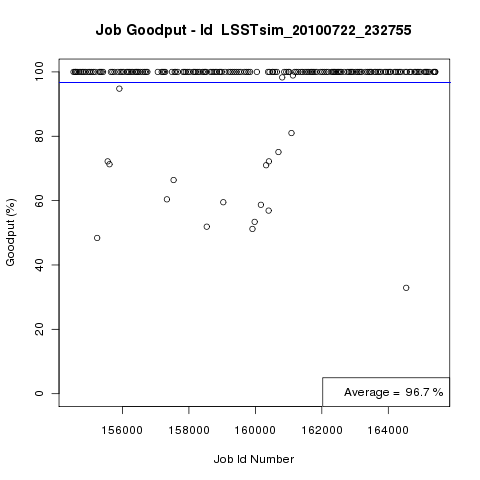 Job Goodput - Id  LSSTsim_20100722_232755
Goodput (%)
100
80
60
40
20
0
Average =  96.7 %
156000 158000 160000 162000 164000
Job Id Number